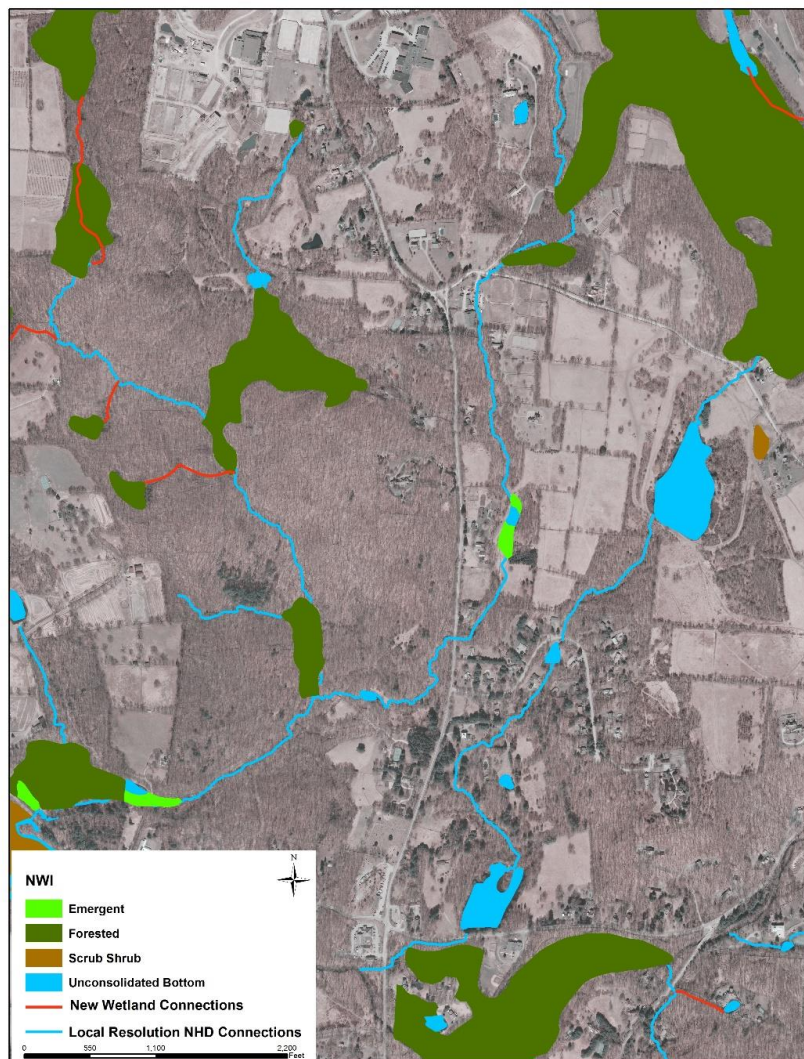 N
NWI
Emergent
Forested
Scrub Shrub
Unconsolidated Bottom
New Wetland Connections
Local Resolution NHD Connections
0 550 1,100 2,200
Feet